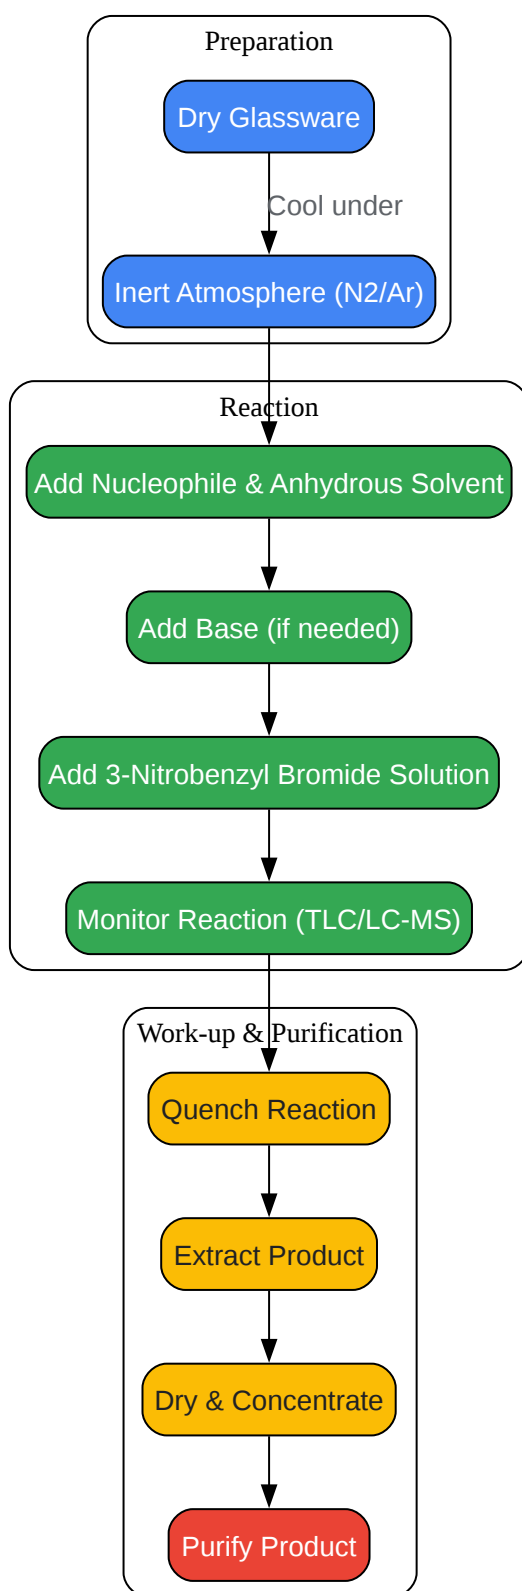 Preparation
Dry Glassware
Cool under
Inert Atmosphere (N2/Ar)
Reaction
Add Nucleophile & Anhydrous Solvent
Add Base (if needed)
Add 3-Nitrobenzyl Bromide Solution
Monitor Reaction (TLC/LC-MS)
Work-up & Purification
Quench Reaction
Extract Product
Dry & Concentrate
Purify Product